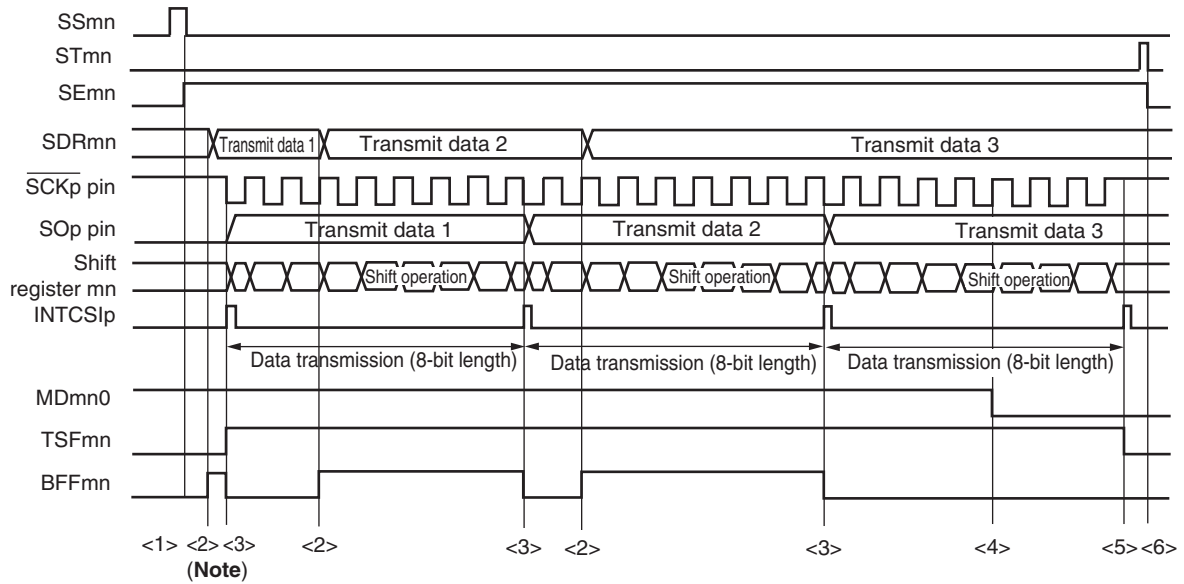 SSmn
STmn
SEmn
SDRmn Transmit data 1 Transmit data 2 Transmit data 3
SCKp pin
SOp pin Transmit data 1 Transmit data 2 Transmit data 3
Shift
register mn Shift operation Shift operation Shift operation
INTCSIp
Data transmission (8-bit length) Data transmission (8-bit length) Data transmission (8-bit length)
MDmn0
TSFmn
BFFmn
<1> <2> <3> <2> <3> <2> <3> <4> <5> <6>
(Note)